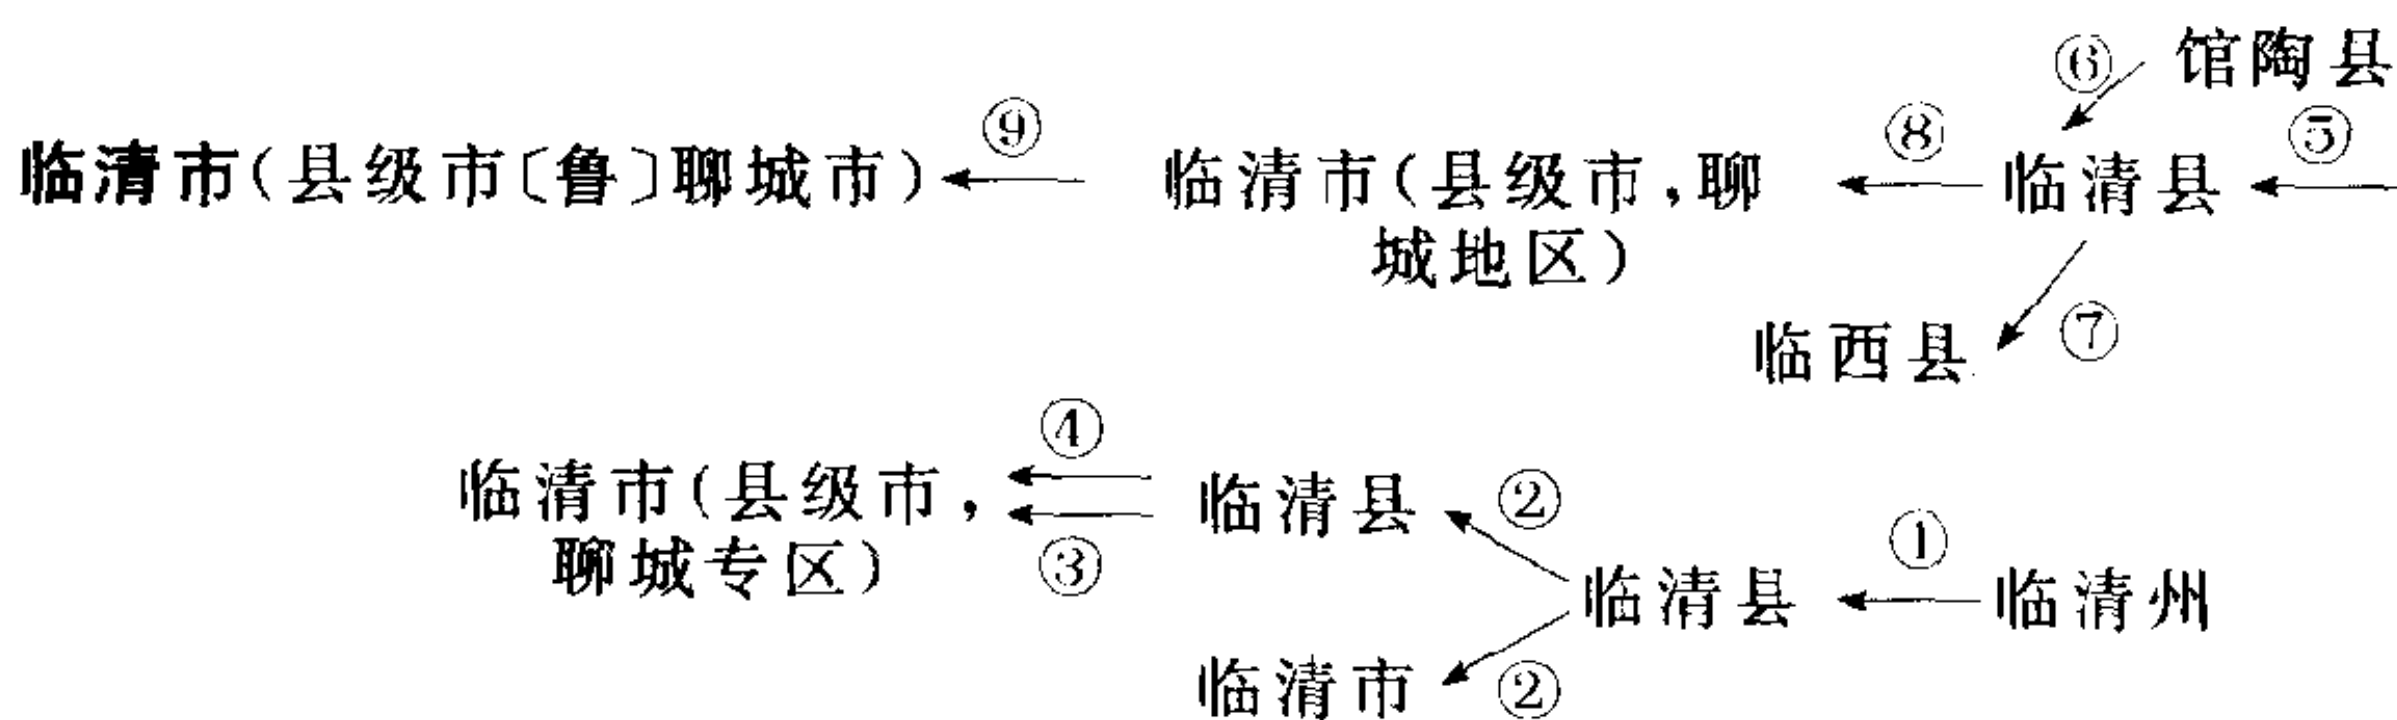 ⑥ 馆陶县
临清市(县级市〔鲁〕聊城市) ⑨ 临清市(县级市,聊 ⑧ 临清县 ⑤
城地区)
临西县 ⑦
④
临清市(县级市, 临清县 ②
聊城专区) ③ 临清县 ① 临清州
临清市 ②